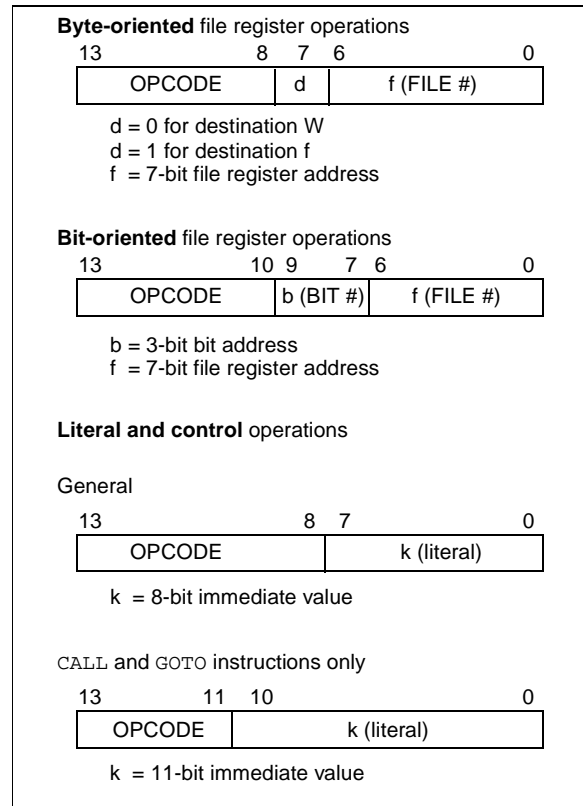 Byte-oriented file register operations
13 8 7 6 0
OPCODE d f (FILE #)
d = 0 for destination W
d = 1 for destination f
f = 7-bit file register address
Bit-oriented file register operations
13 10 9 7 6 0
OPCODE b (BIT #) f (FILE #)
b = 3-bit bit address
f = 7-bit file register address
Literal and control operations
General
13 8 7 0
OPCODE k (literal)
k = 8-bit immediate value
CALL and GOTO instructions only
13 11 10 0
OPCODE k (literal)
k = 11-bit immediate value